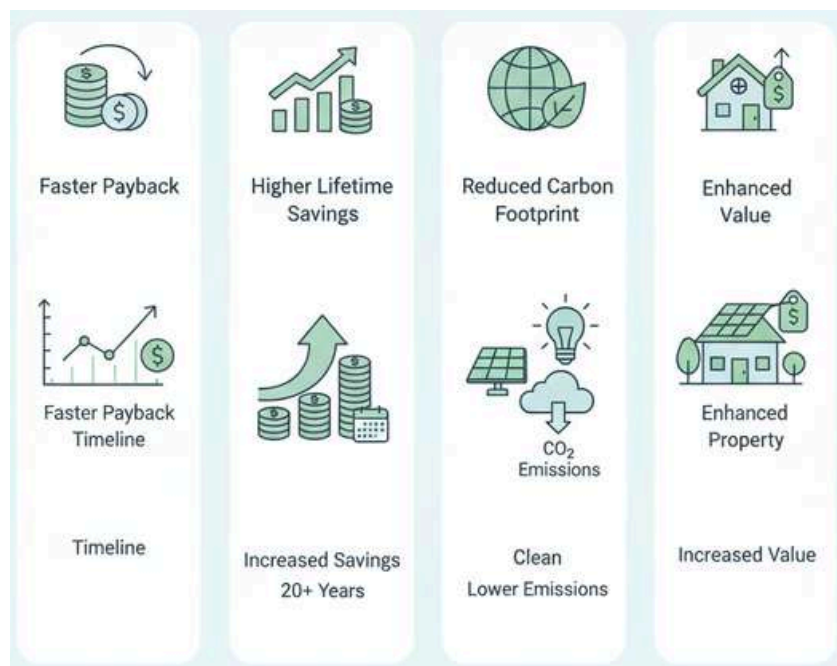 Faster Payback
Higher Lifetime
Savings
Reduced Carbon
Footprint
Enhanced
Value
Faster Payback
Timeline
CO₂
Emissions
Enhanced
Property
Timeline
Increased Savings
20+ Years
Clean
Lower Emissions
Increased Value